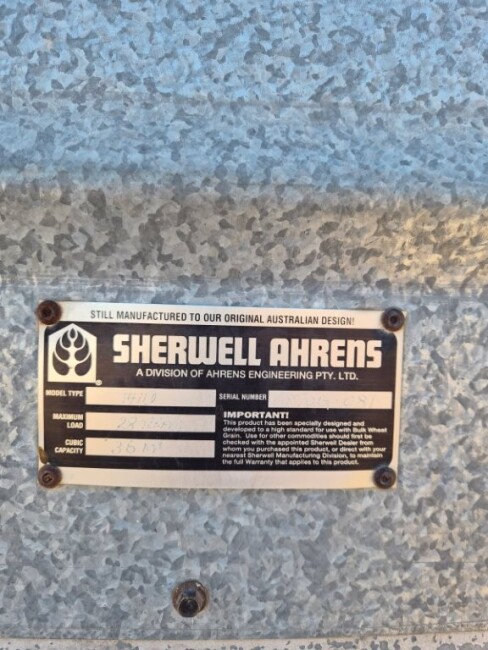 STILL MANUFACTURED TO OUR ORIGINAL AUSTRALIAN DESIGN!
SHERWELL AHRENS
A DIVISION OF AHRENS ENGINEERING PTY. LTD.
MODEL TYPE
SERIAL NUMBER
MAXIMUM LOAD
CUBIC CAPACITY
IMPORTANT!
This product has been specially designed and
developed to a high standard for use with Bulk Wheat
Grain. Use for other commodities should first be
checked with the appointed Sherwell Dealer from
whom you purchased this product, or direct with your
nearest Sherwell Manufacturing Division, to maintain
the full Warranty that applies to this product.